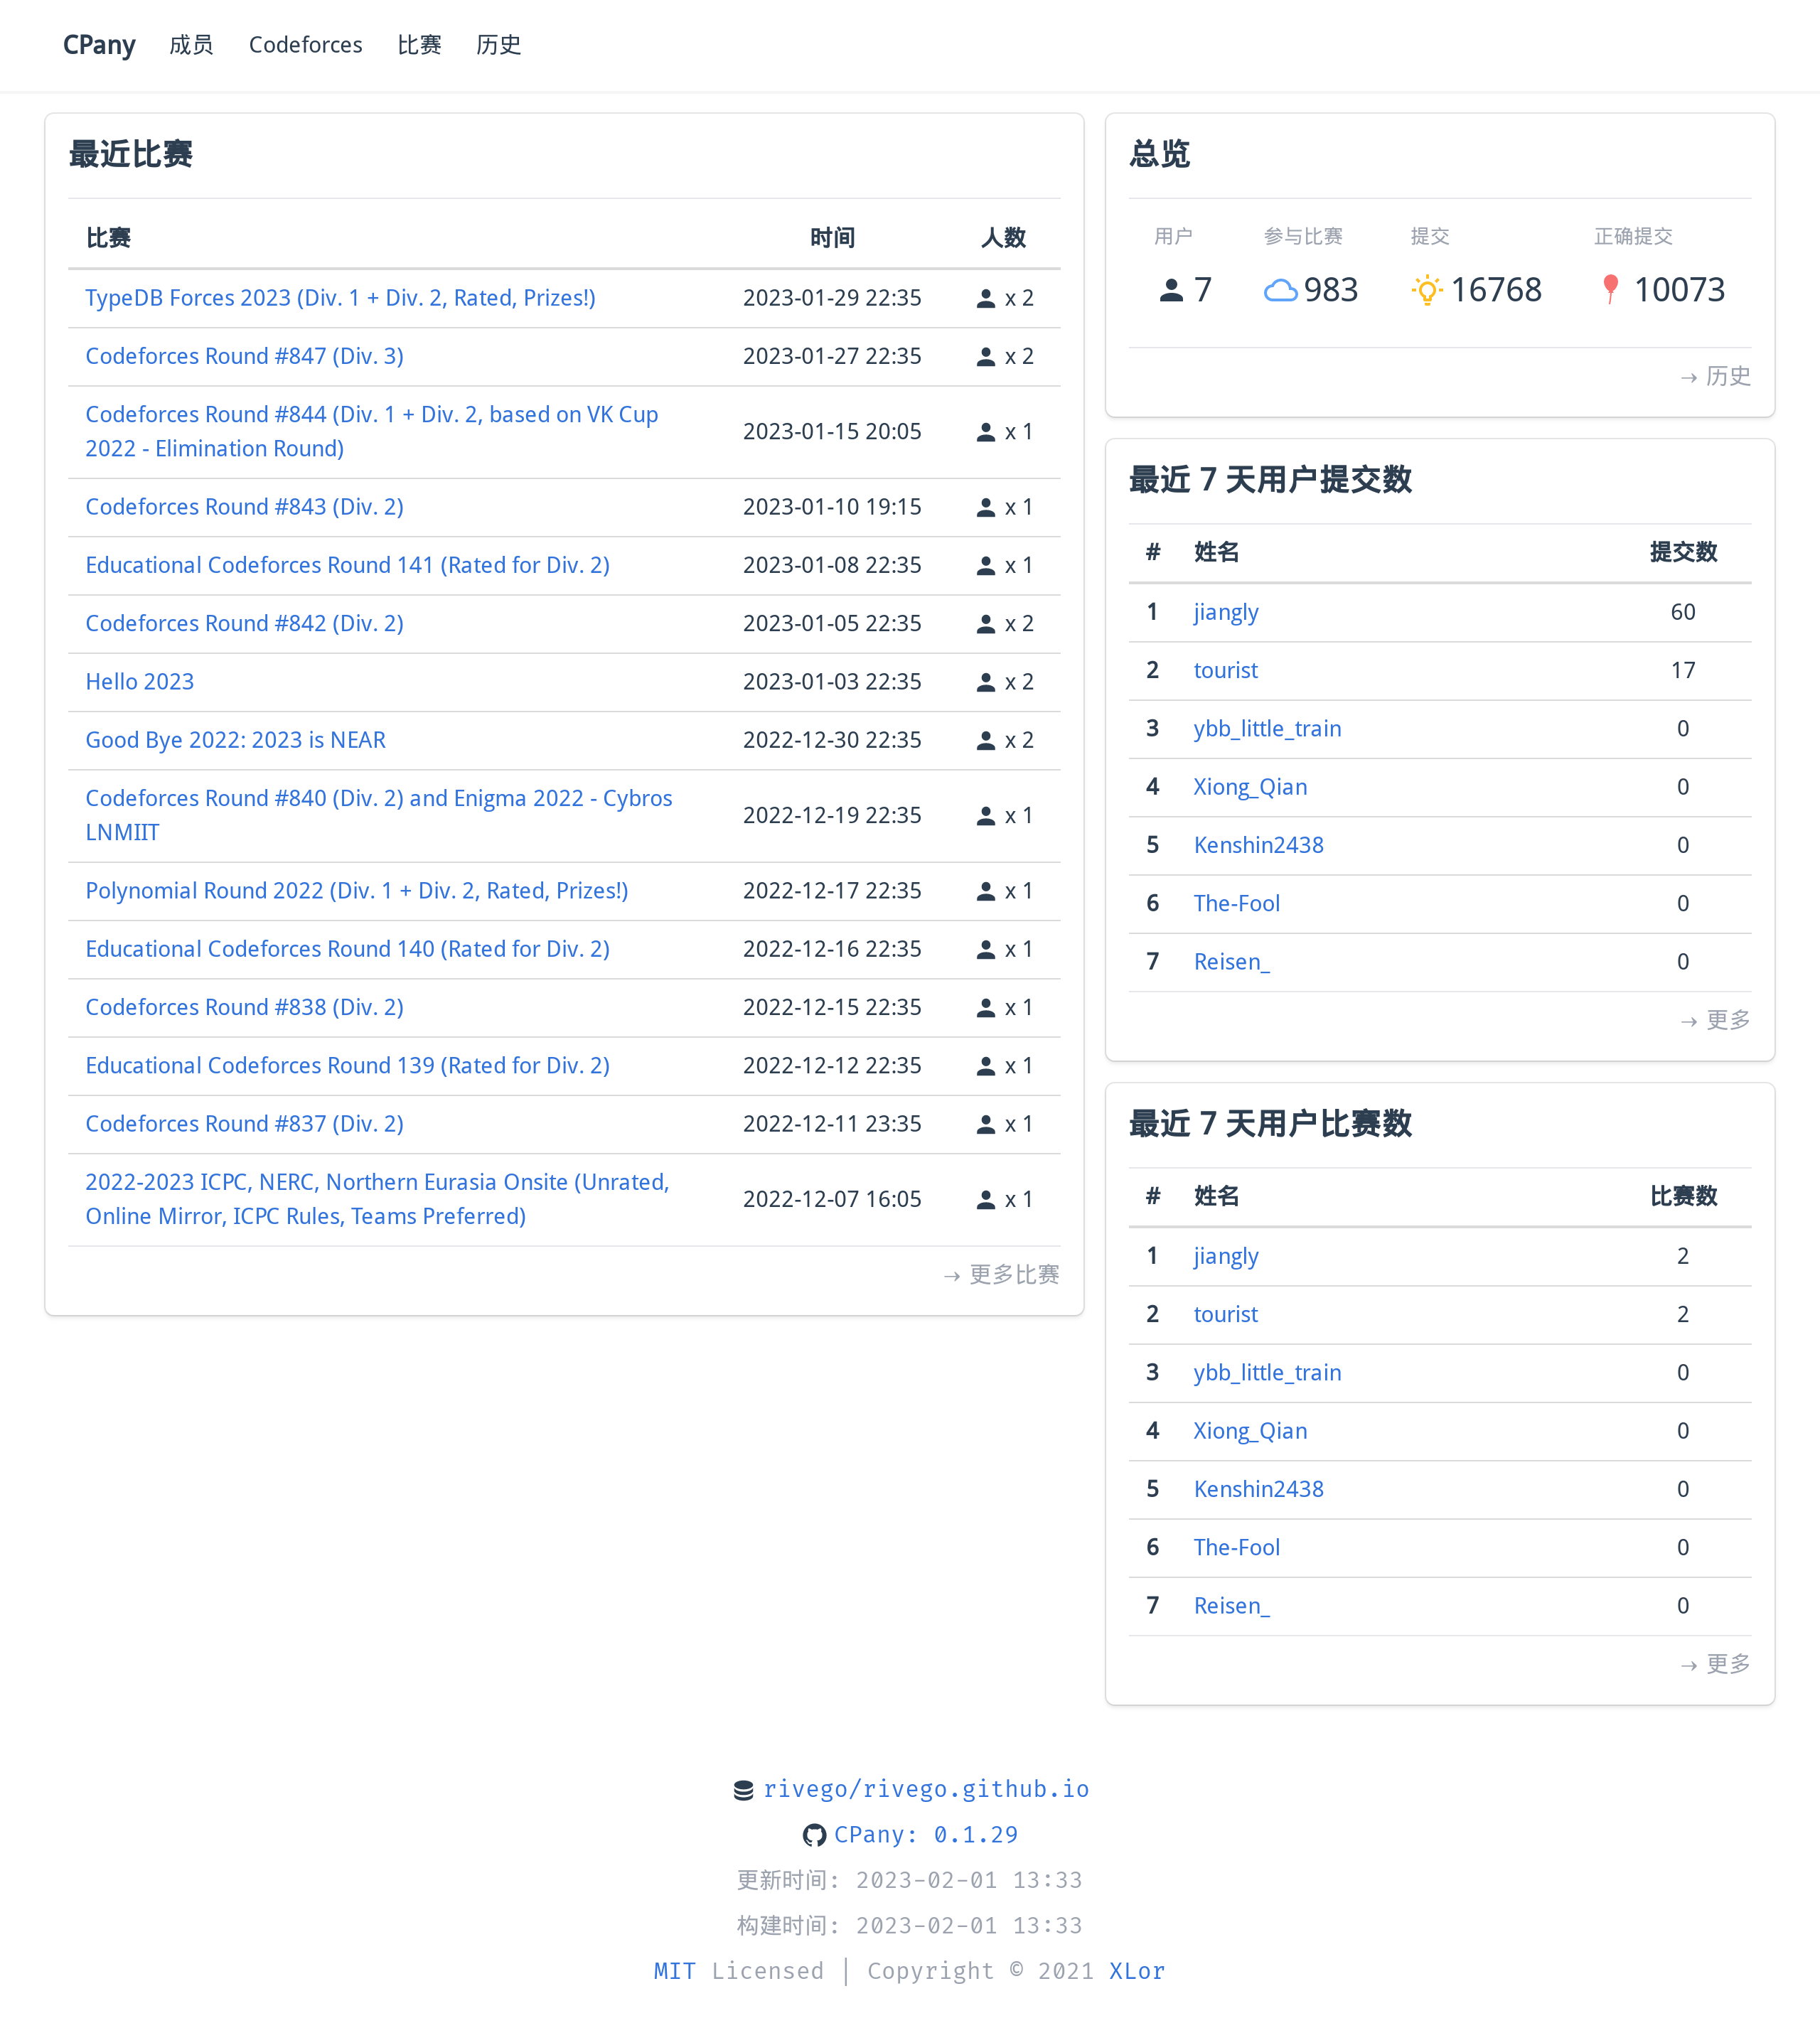 CPany 成员 Codeforces 比赛 历史
最近比赛
比赛 时间 人数
TypeDB Forces 2023 (Div. 1 + Div. 2, Rated, Prizes!) 2023-01-29 22:35 x 2
Codeforces Round #847 (Div. 3) 2023-01-27 22:35 x 2
Codeforces Round #844 (Div. 1 + Div. 2, based on VK Cup
2022 - Elimination Round) 2023-01-15 20:05 x 1
Codeforces Round #843 (Div. 2) 2023-01-10 19:15 x 1
Educational Codeforces Round 141 (Rated for Div. 2) 2023-01-08 22:35 x 1
Codeforces Round #842 (Div. 2) 2023-01-05 22:35 x 2
Hello 2023 2023-01-03 22:35 x 2
Good Bye 2022: 2023 is NEAR 2022-12-30 22:35 x 2
Codeforces Round #840 (Div. 2) and Enigma 2022 - Cybros
LNMIIT 2022-12-19 22:35 x 1
Polynomial Round 2022 (Div. 1 + Div. 2, Rated, Prizes!) 2022-12-17 22:35 x 1
Educational Codeforces Round 140 (Rated for Div. 2) 2022-12-16 22:35 x 1
Codeforces Round #838 (Div. 2) 2022-12-15 22:35 x 1
Educational Codeforces Round 139 (Rated for Div. 2) 2022-12-12 22:35 x 1
Codeforces Round #837 (Div. 2) 2022-12-11 23:35 x 1
2022-2023 ICPC, NERC, Northern Eurasia Onsite (Unrated,
Online Mirror, ICPC Rules, Teams Preferred) 2022-12-07 16:05 x 1
→ 更多比赛
总览
用户 参与比赛 提交 正确提交
7 983 16768 10073
→ 历史
最近 7 天用户提交数
# 姓名 提交数
1 jiangly 60
2 tourist 17
3 ybb_little_train 0
4 Xiong_Qian 0
5 Kenshin2438 0
6 The-Fool 0
7 Reisen_ 0
→ 更多
最近 7 天用户比赛数
# 姓名 比赛数
1 jiangly 2
2 tourist 2
3 ybb_little_train 0
4 Xiong_Qian 0
5 Kenshin2438 0
6 The-Fool 0
7 Reisen_ 0
→ 更多
rivego/rivego.github.io
CPany: 0.1.29
更新时间: 2023-02-01 13:33
构建时间: 2023-02-01 13:33
MIT Licensed | Copyright © 2021 XLor